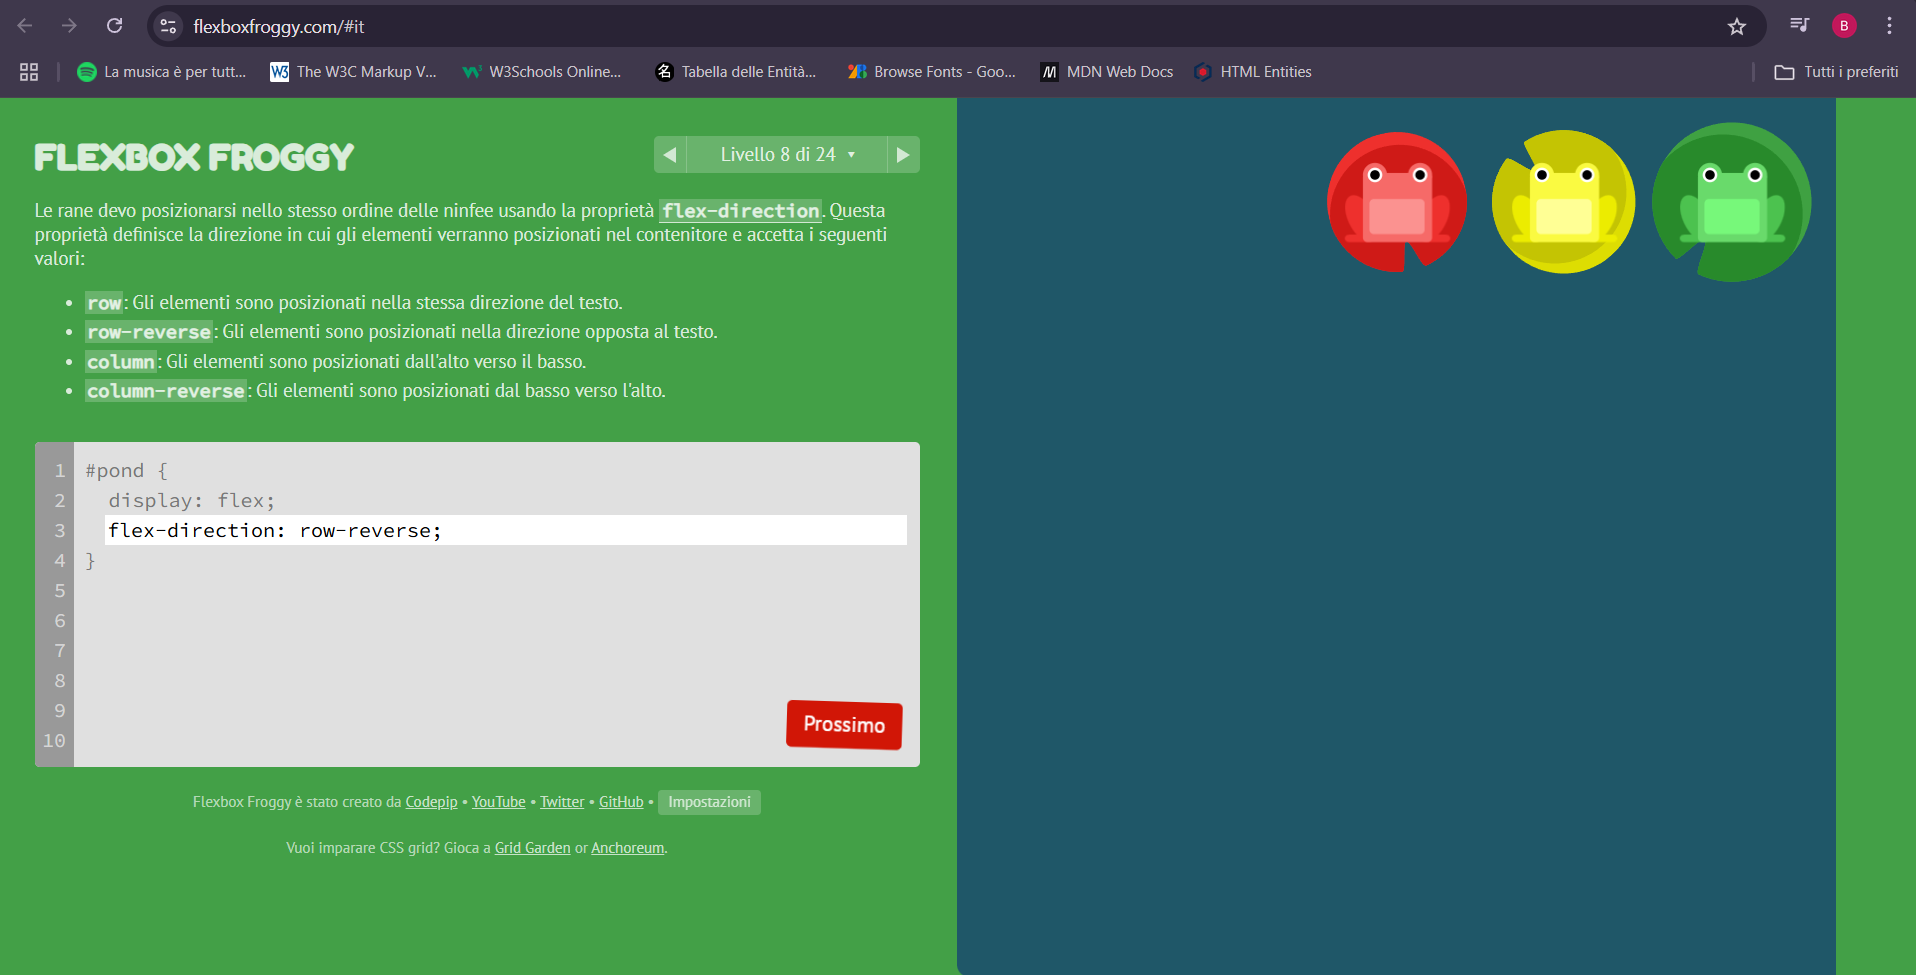 flexboxfroggy.com/#it
B
La musica è per tutt...
The W3C Markup V...
W3Schools Online...
Tabella delle Entità...
Browse Fonts - Goo...
MDN Web Docs
HTML Entities
Tutti i preferiti
FLEXBOX FROGGY
Livello 8 di 24
Le rane devo posizionarsi nello stesso ordine delle ninfee usando la proprietà flex-direction. Questa
proprietà definisce la direzione in cui gli elementi verranno posizionati nel contenitore e accetta i seguenti
valori:
• row: Gli elementi sono posizionati nella stessa direzione del testo.
• row-reverse: Gli elementi sono posizionati nella direzione opposta al testo.
• column: Gli elementi sono posizionati dall'alto verso il basso.
• column-reverse: Gli elementi sono posizionati dal basso verso l'alto.
1 #pond {
2 display: flex;
3 flex-direction: row-reverse;
4 }
5
6
7
8
9
10
Prossimo
Flexbox Froggy è stato creato da Codepip • YouTube • Twitter • GitHub • Impostazioni
Vuoi imparare CSS grid? Gioca a Grid Garden or Anchoreum.